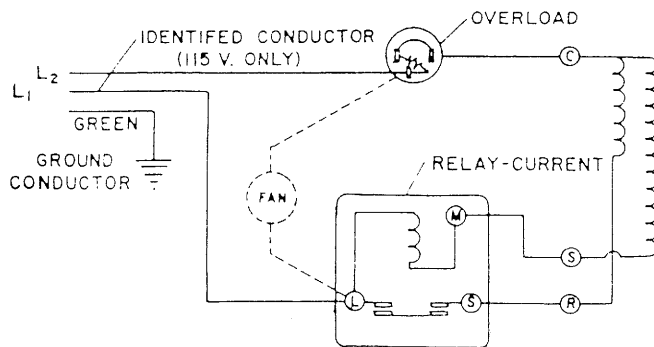 OVERLOAD
IDENTIFED CONDUCTOR
(115 V. ONLY)
L2
L1
C
GREEN
GROUND
CONDUCTOR
RELAY-CURRENT
FAN
M
S
L
S
R